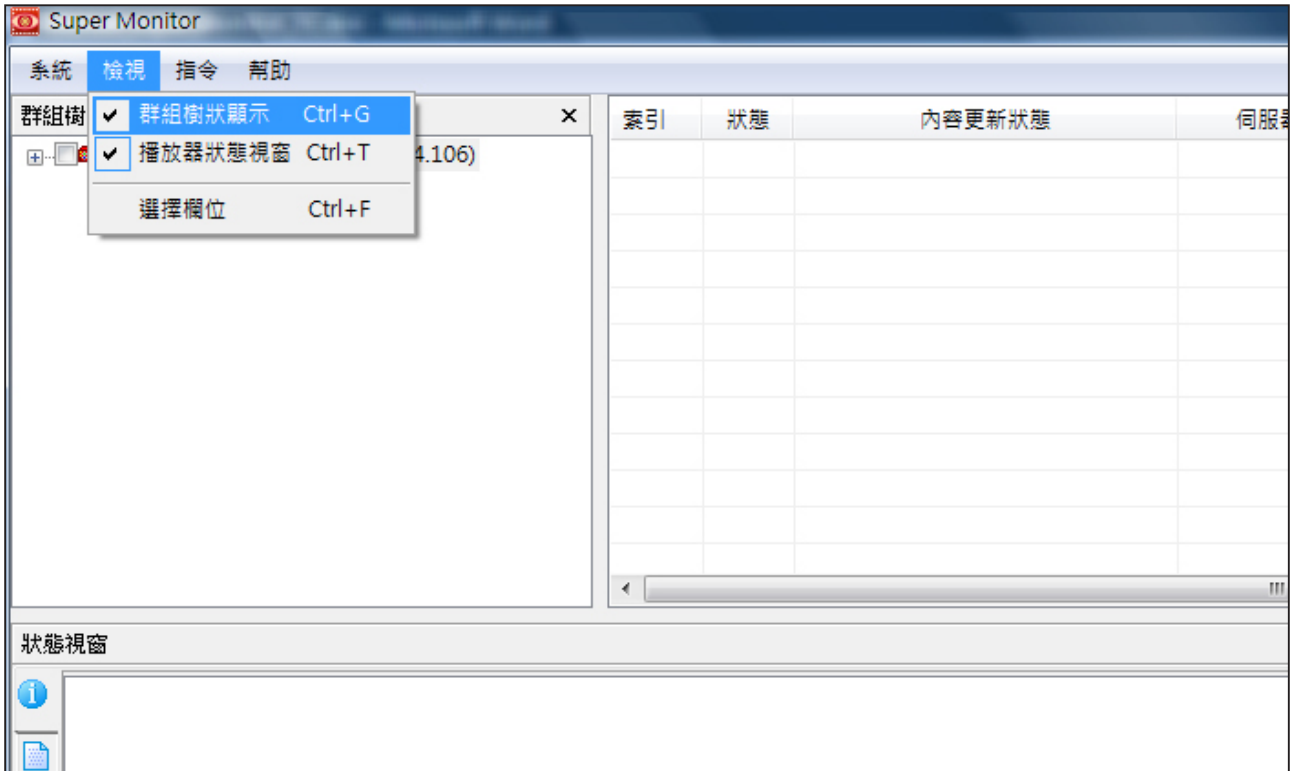 Super Monitor
系統 檢視 指令 幫助
群組樹
群組樹狀顯示 Ctrl+G
播放器狀態視窗 Ctrl+T
選擇欄位 Ctrl+F
4.106)
索引 狀態 內容更新狀態 伺服
狀態視窗